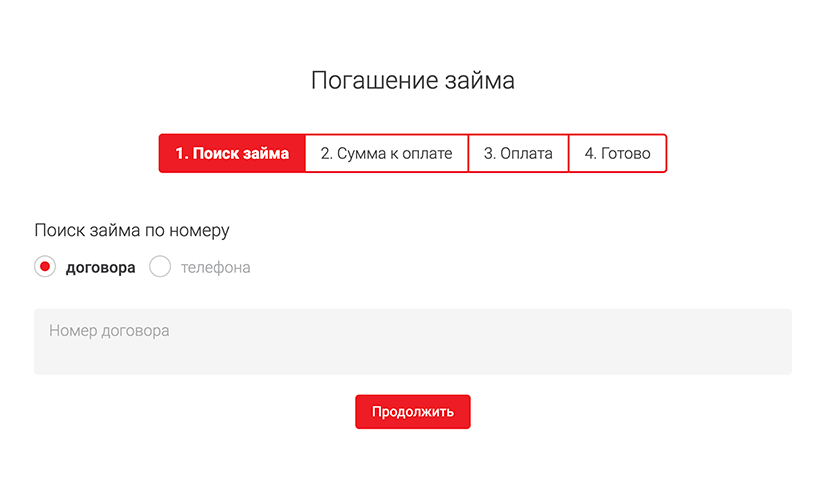 Погашение займа
1. Поиск займа 2. Сумма к оплате 3. Оплата 4. Готово
Поиск займа по номеру
договора телефона
Номер договора
Продолжить